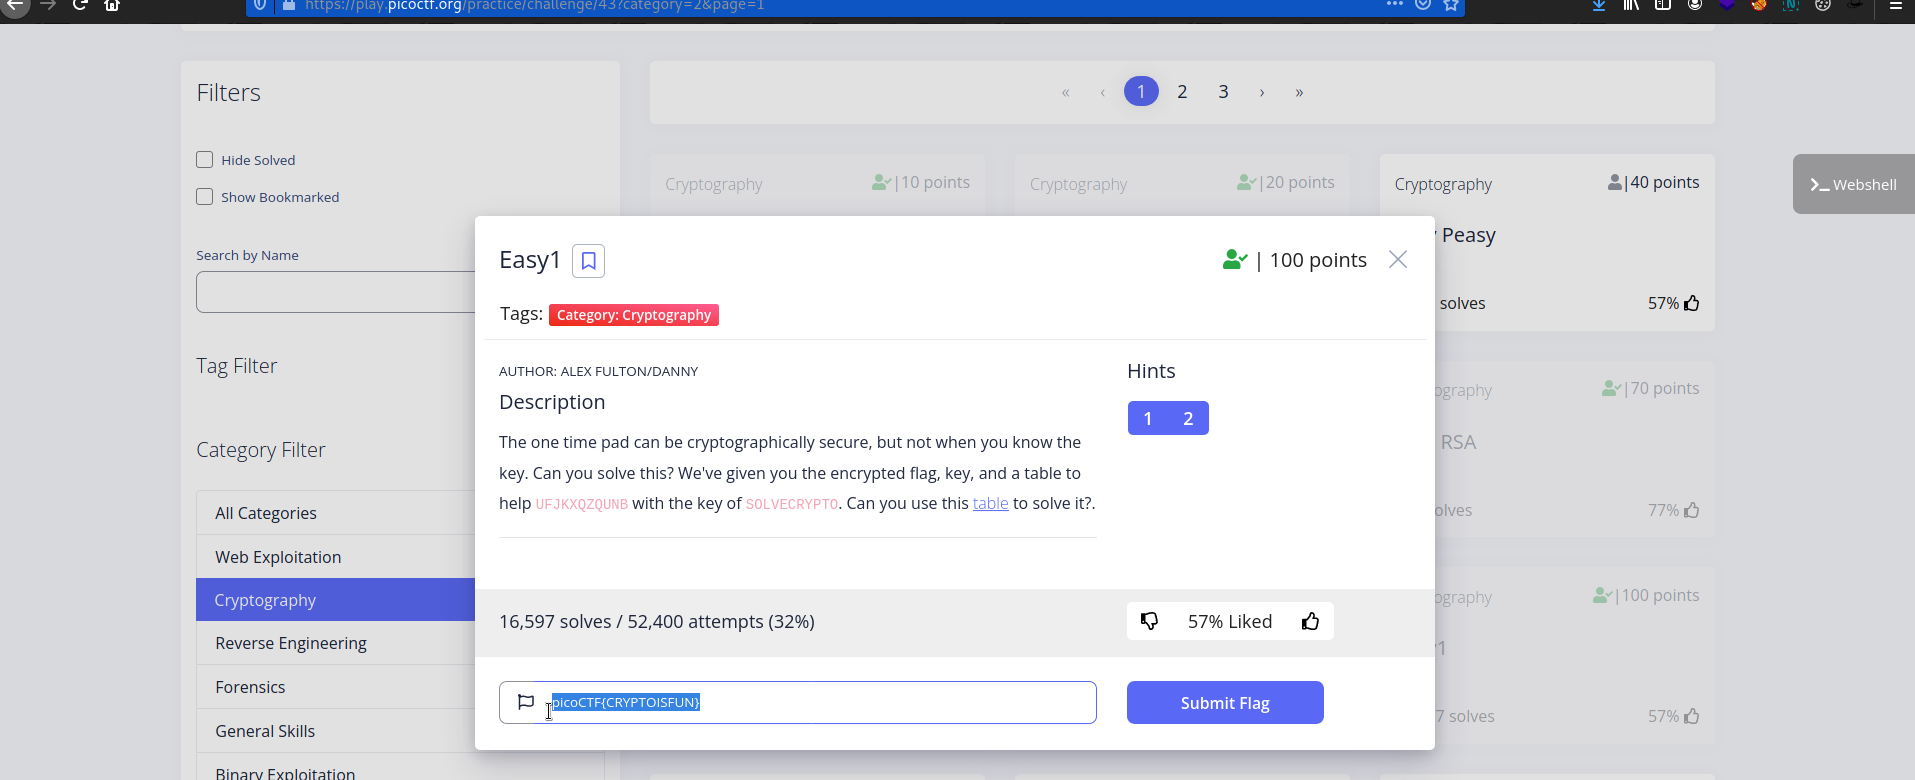 https://play.picoctf.org/practice/challenge/43?category=2&page=1
Filters
« ‹ 1 2 3 › »
Hide Solved
Show Bookmarked
Search by Name
Tag Filter
Category Filter
All Categories
Web Exploitation
Cryptography
Reverse Engineering
Forensics
General Skills
Binary Exploitation
Cryptography |10 points
Cryptography |20 points
Cryptography |40 points
Peasy
solves 57%
Webshell
Easy1 | 100 points
Tags: Category: Cryptography
AUTHOR: ALEX FULTON/DANNY
Description
The one time pad can be cryptographically secure, but not when you know the
key. Can you solve this? We've given you the encrypted flag, key, and a table to
help UFJKXQZQUNB with the key of SOLVECRYPTO. Can you use this table to solve it?.
Hints
1 2
16,597 solves / 52,400 attempts (32%)
57% Liked
picoCTF{CRYPTOISFUN}
Submit Flag
ography |70 points
RSA
olves 77%
ography |100 points
1
7 solves 57%